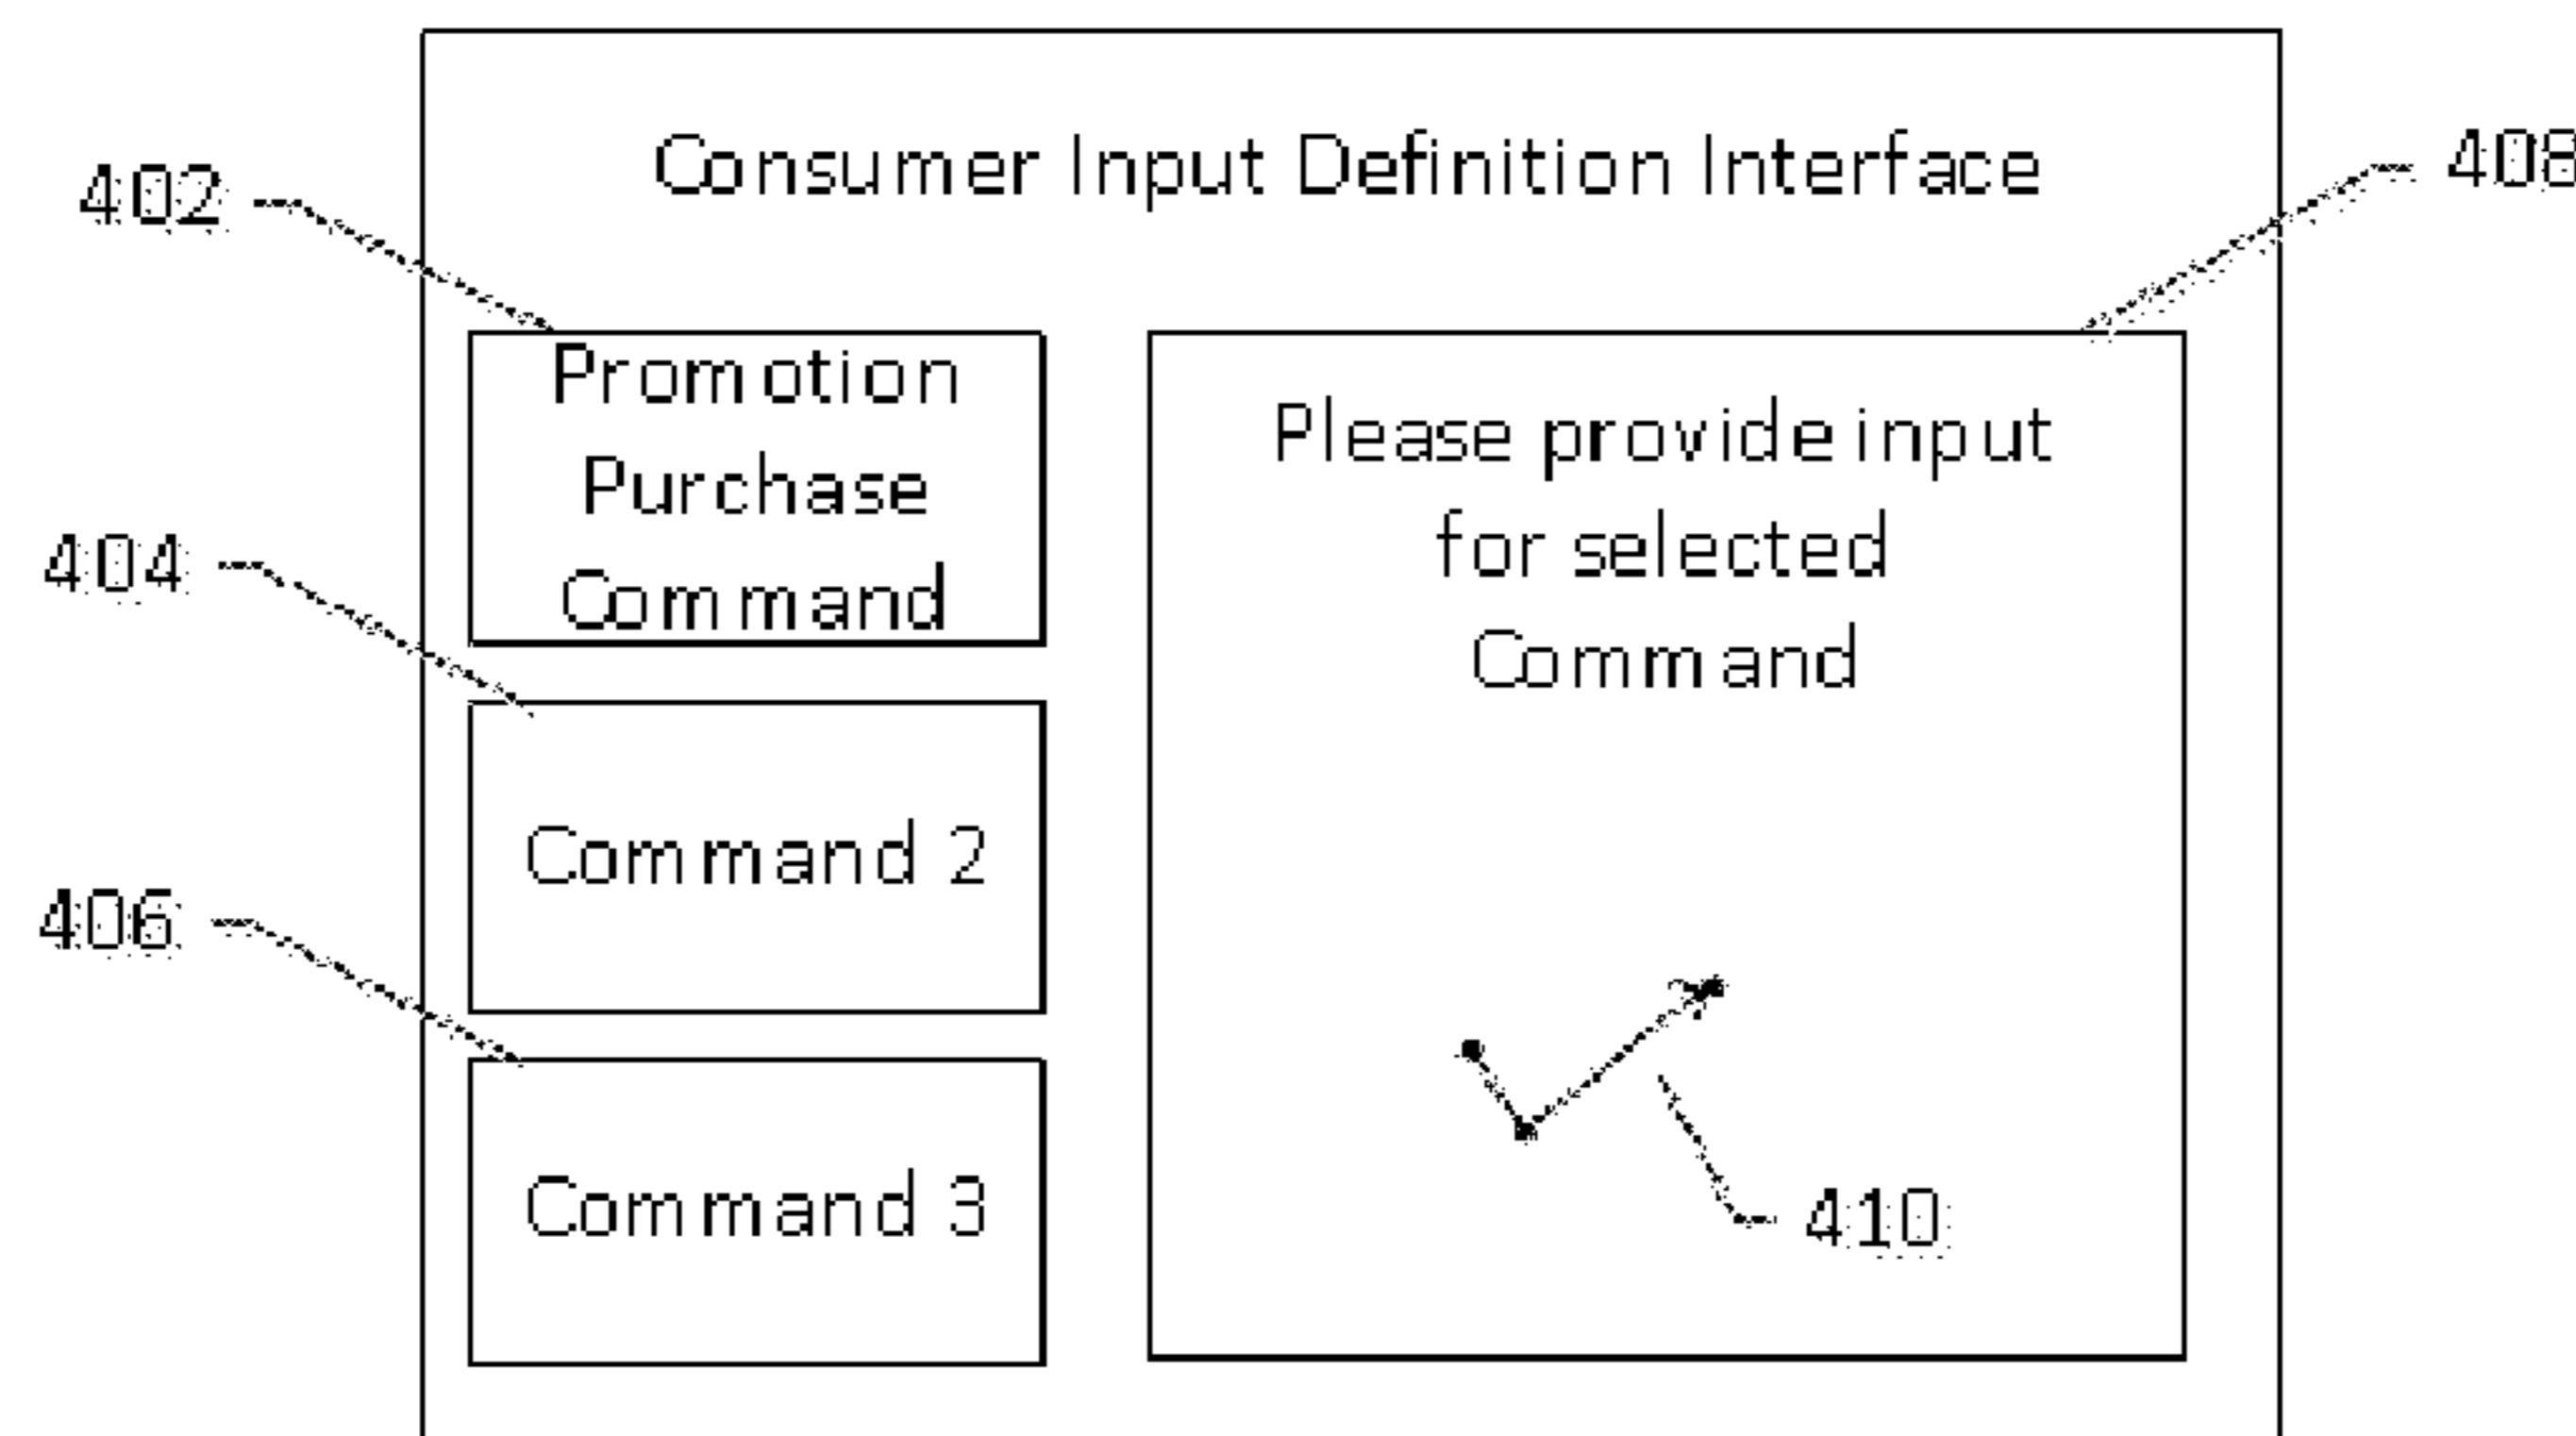 Consumer Input Definition Interface
402
408
Promotion
Purchase
Command
Please provide input
for selected
Command
404
Command 2
406
Command 3
410